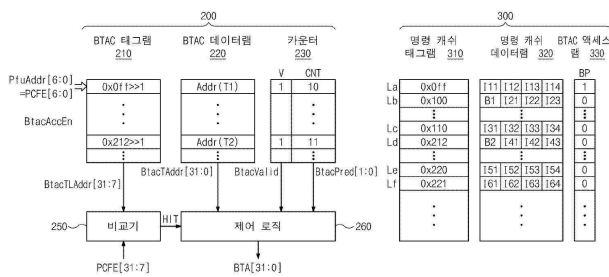 200
300
BTAC 태그램
210
BTAC 데이터램
220
카운터
230
명령 캐쉬
태그램 310
명령 캐쉬
데이터램 320
BTAC 액세스
램 330
V CNT
BP
PfuAddr[6:0]
=PCFE[6:0]
BtacAccEn
0x0ff>>1 Addr(T1) 1 10
0x212>>1 Addr(T2) 1 11
La 0x0ff I11 I12 I13 I14 1
Lb 0x100 B1 I21 I22 I23 0
Lc 0x110 I31 I32 I33 I34 0
Ld 0x212 B2 I41 I42 I43 0
Le 0x220 I51 I52 I53 I54 0
Lf 0x221 I61 I62 I63 I64 0
BtacTLAddr[31:7]
BtacTAddr[31:0]
BtacValid
BtacPred[1:0]
250 비교기 HIT 제어 로직 260
PCFE[31:7]
BTA[31:0]